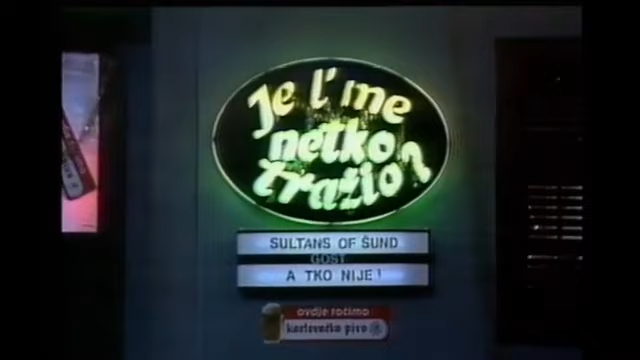 Je l' me
netko
tražio?
SULTANS OF ŠUND
GOST
A TKO NIJE!
ovdje točimo
karlovačko pivo